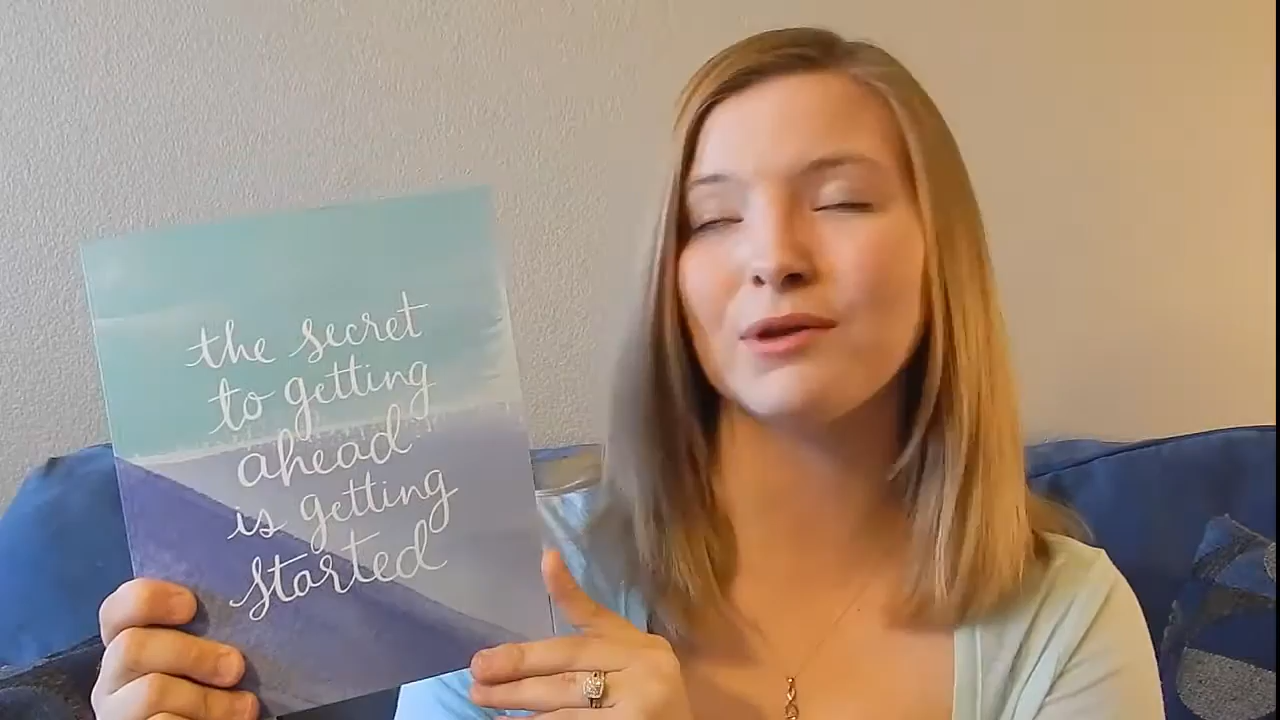 the secret
to getting
ahead
is getting
started